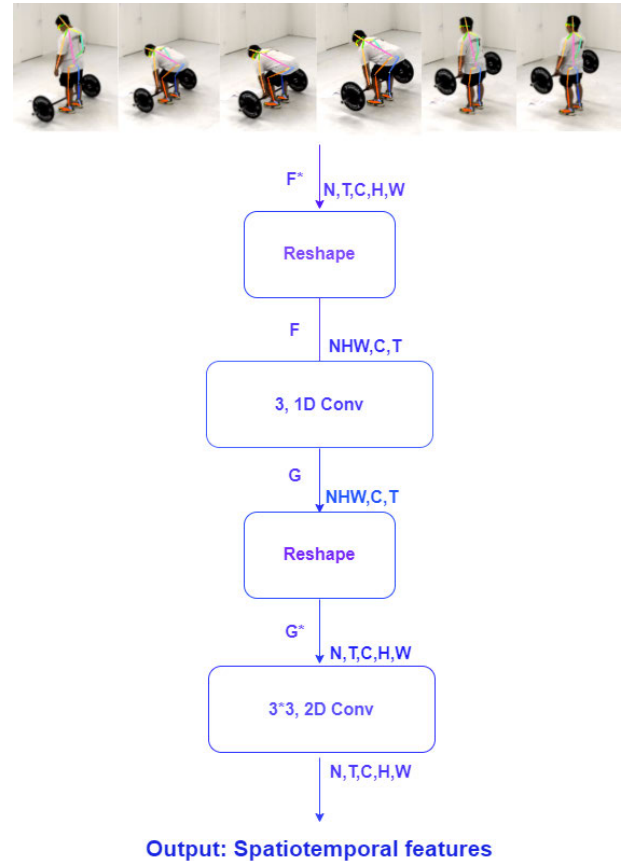 F*
N,T,C,H,W
Reshape
F
NHW,C,T
3, 1D Conv
G
NHW,C,T
Reshape
G*
N,T,C,H,W
3*3, 2D Conv
N,T,C,H,W
Output: Spatiotemporal features